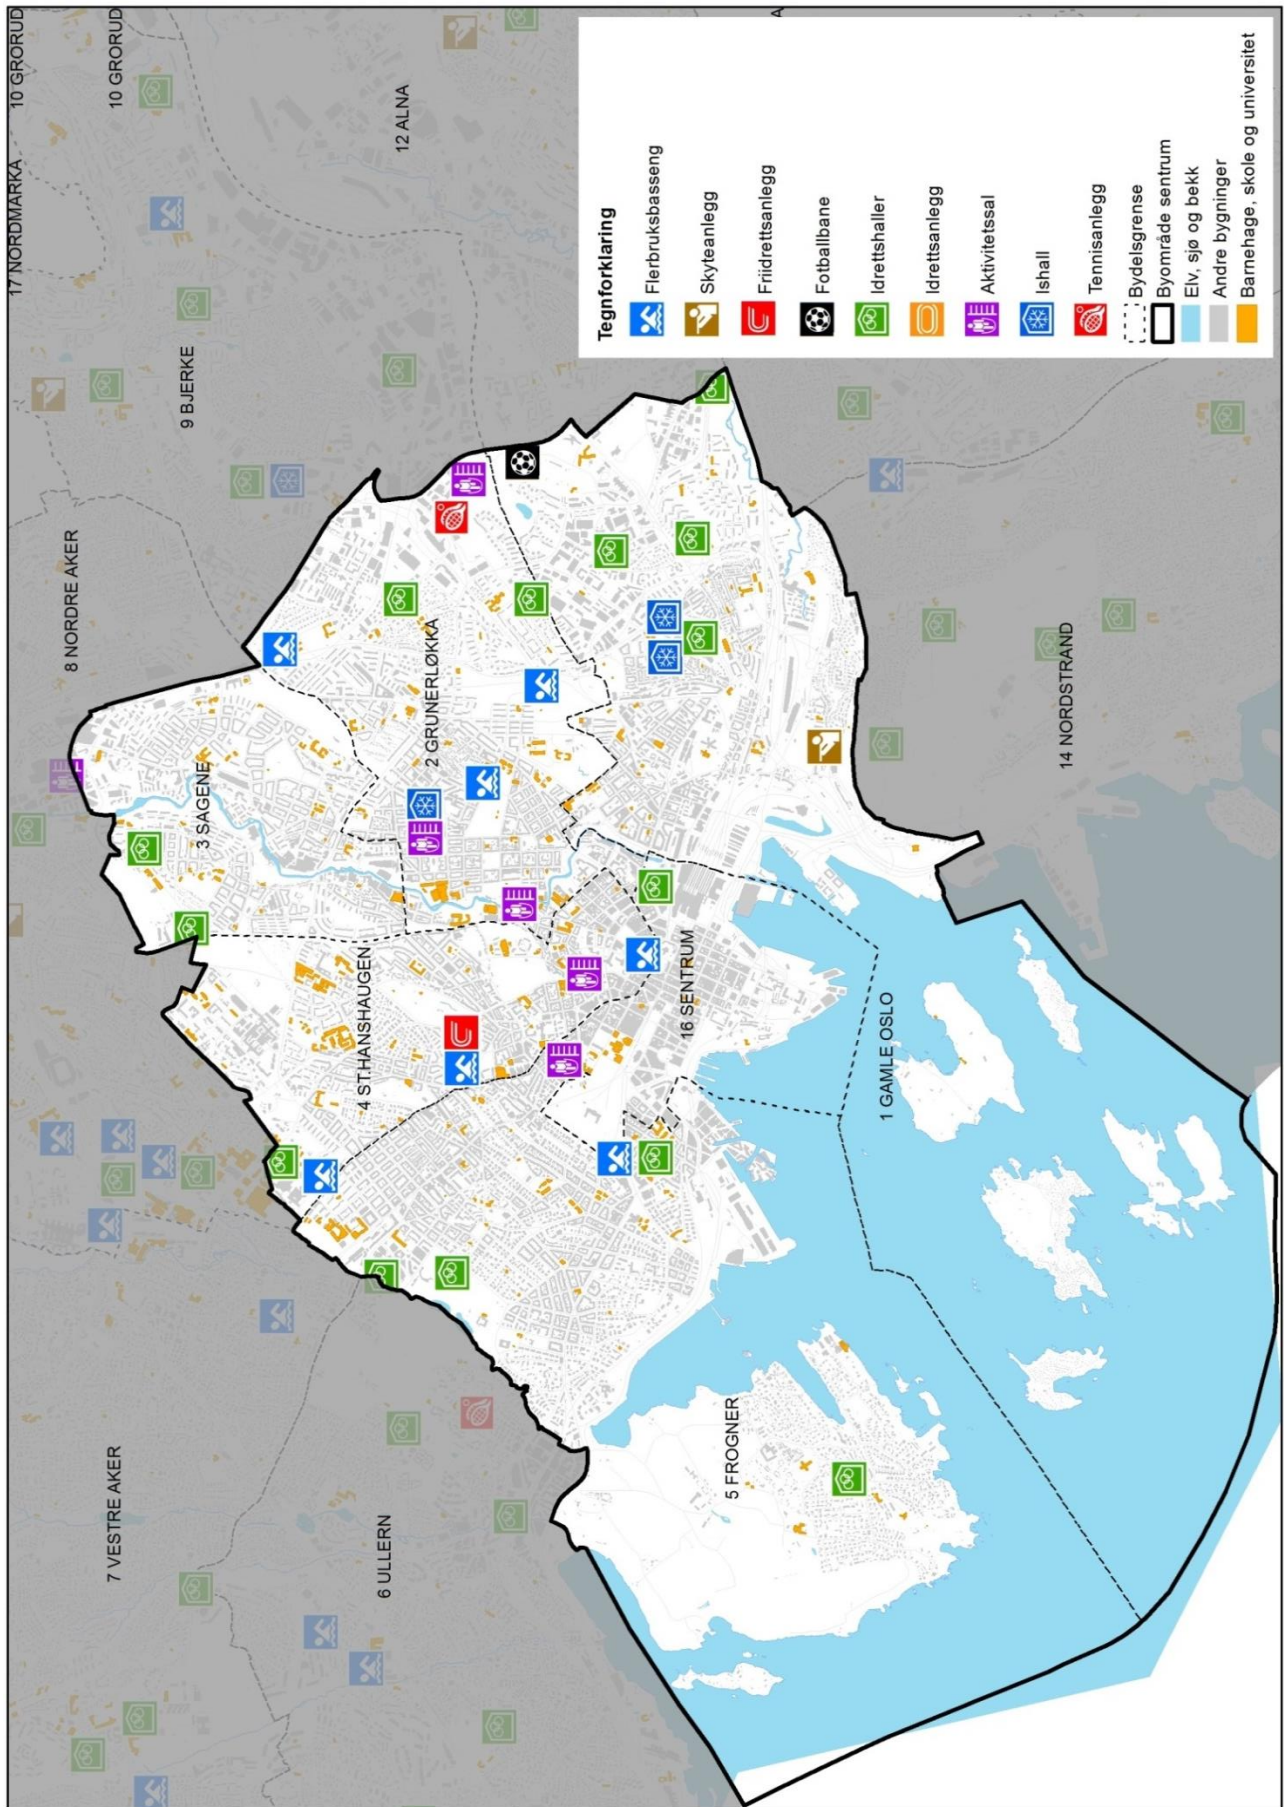 Tegnforklaring
Flerbruksbasseng
Skyteanlegg
Friidrettsanlegg
Fotballbane
Idrettshaller
Idrettsanlegg
Aktivitetssal
Ishall
Tennisanlegg
Bydelsgrense
Byområde sentrum
Elv, sjø og bekk
Andre bygninger
Barnehage, skole og universitet
7 VESTRE AKER
6 ULLERN
5 FROGNER
8 NORDRE AKER
3 SAGENE
4 ST.HANSHAUGEN
2 GRUNERLØKKA
16 SENTRUM
1 GAMLE OSLO
14 NORDSTRAND
17 NORDMARKA
9 BJERKE
10 GRORUD
10 GRORUD
12 ALNA
A
A